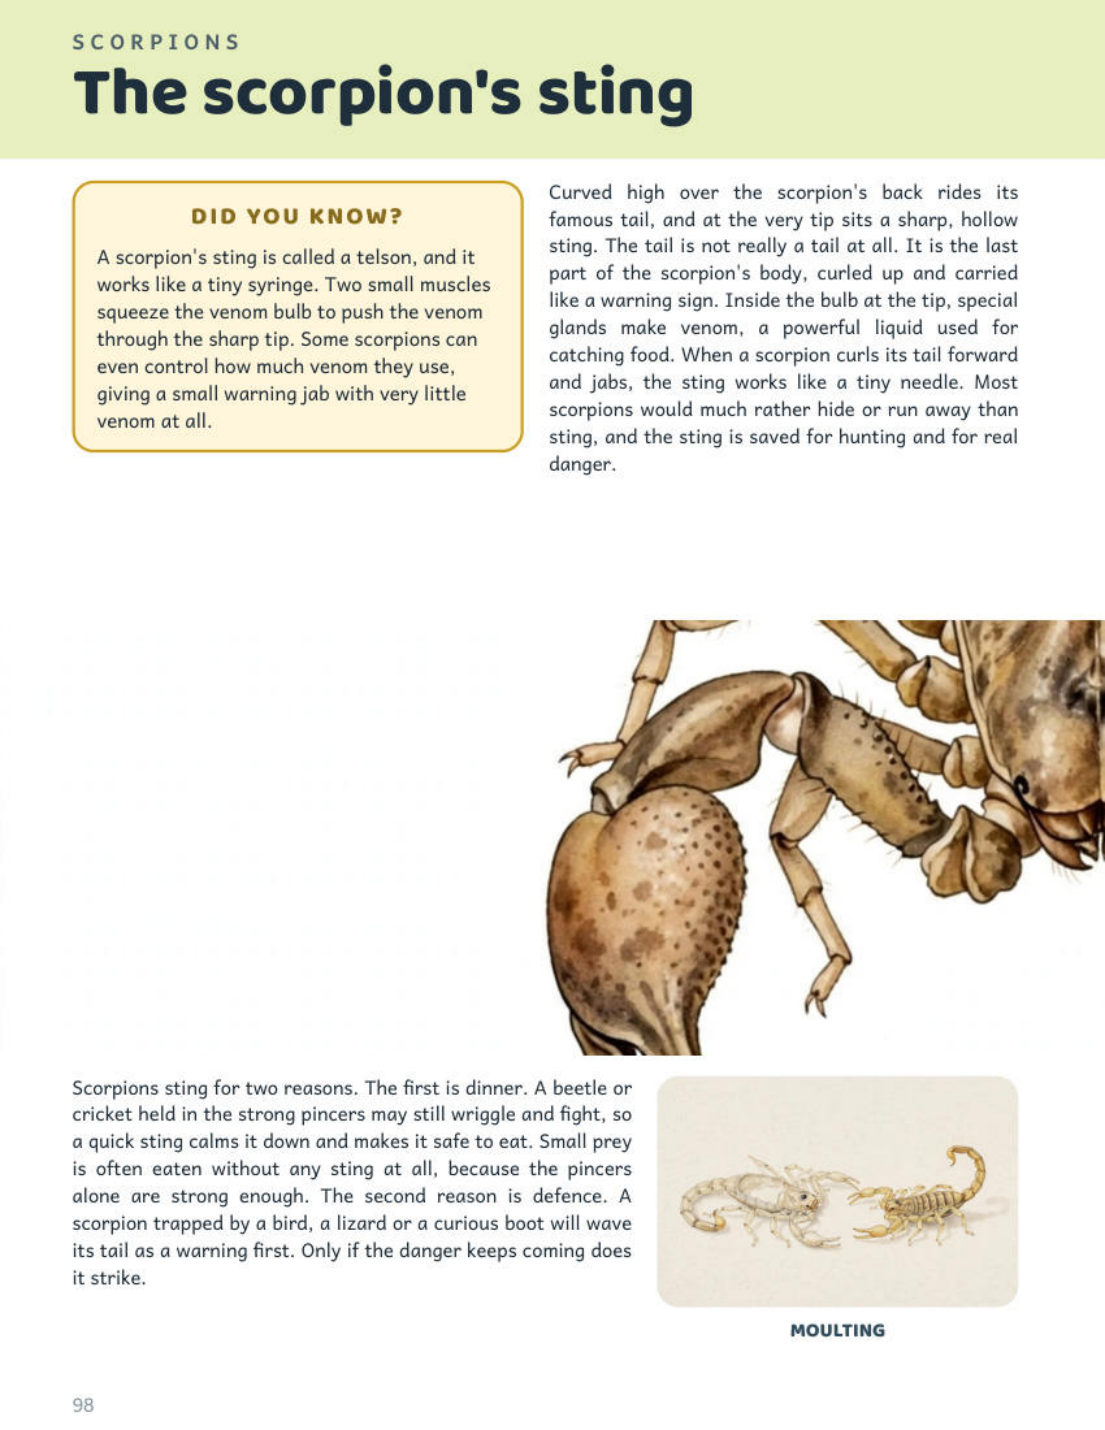 SCORPIONS
The scorpion's sting
DID YOU KNOW?
A scorpion's sting is called a telson, and it
works like a tiny syringe. Two small muscles
squeeze the venom bulb to push the venom
through the sharp tip. Some scorpions can
even control how much venom they use,
giving a small warning jab with very little
venom at all.
Curved high over the scorpion's back rides its
famous tail, and at the very tip sits a sharp, hollow
sting. The tail is not really a tail at all. It is the last
part of the scorpion's body, curled up and carried
like a warning sign. Inside the bulb at the tip, special
glands make venom, a powerful liquid used for
catching food. When a scorpion curls its tail forward
and jabs, the sting works like a tiny needle. Most
scorpions would much rather hide or run away than
sting, and the sting is saved for hunting and for real
danger.
Scorpions sting for two reasons. The first is dinner. A beetle or
cricket held in the strong pincers may still wriggle and fight, so
a quick sting calms it down and makes it safe to eat. Small prey
is often eaten without any sting at all, because the pincers
alone are strong enough. The second reason is defence. A
scorpion trapped by a bird, a lizard or a curious boot will wave
its tail as a warning first. Only if the danger keeps coming does
it strike.
MOULTING
98